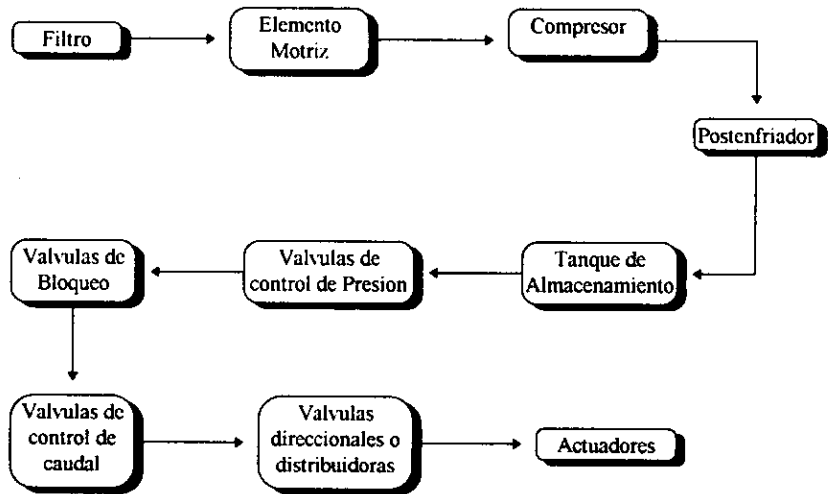 Filtro
Elemento
Motriz
Compresor
Postenfriador
Tanque de
Almacenamiento
Valvulas de
control de Presion
Valvulas de
Bloqueo
Valvulas de
control de
caudal
Valvulas
direccionales o
distribuidoras
Actuadores